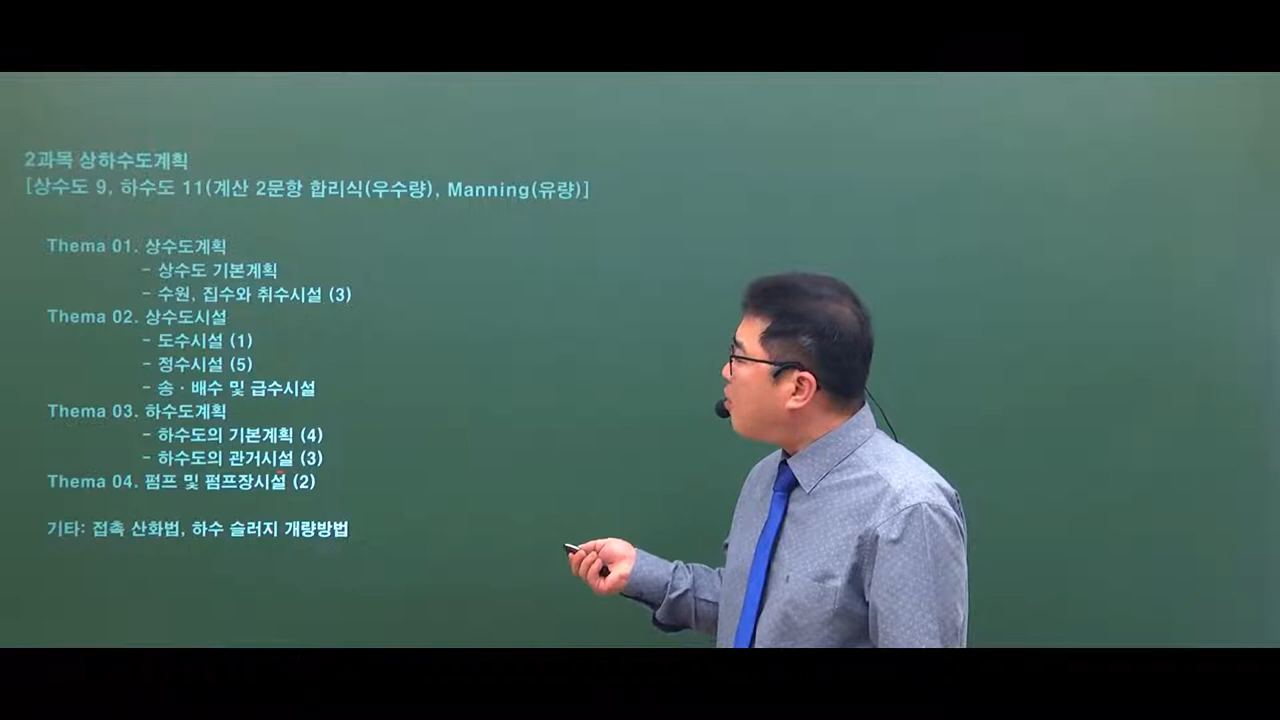 2과목 상하수도계획
[상수도 9, 하수도 11(계산 2문항 합리식(우수량), Manning(유량)]
Thema 01. 상수도계획
- 상수도 기본계획
- 수원, 집수와 취수시설 (3)
Thema 02. 상수도시설
- 도수시설 (1)
- 정수시설 (5)
- 송·배수 및 급수시설
Thema 03. 하수도계획
- 하수도의 기본계획 (4)
- 하수도의 관거시설 (3)
Thema 04. 펌프 및 펌프장시설 (2)
기타: 접촉 산화법, 하수 슬러지 개량방법